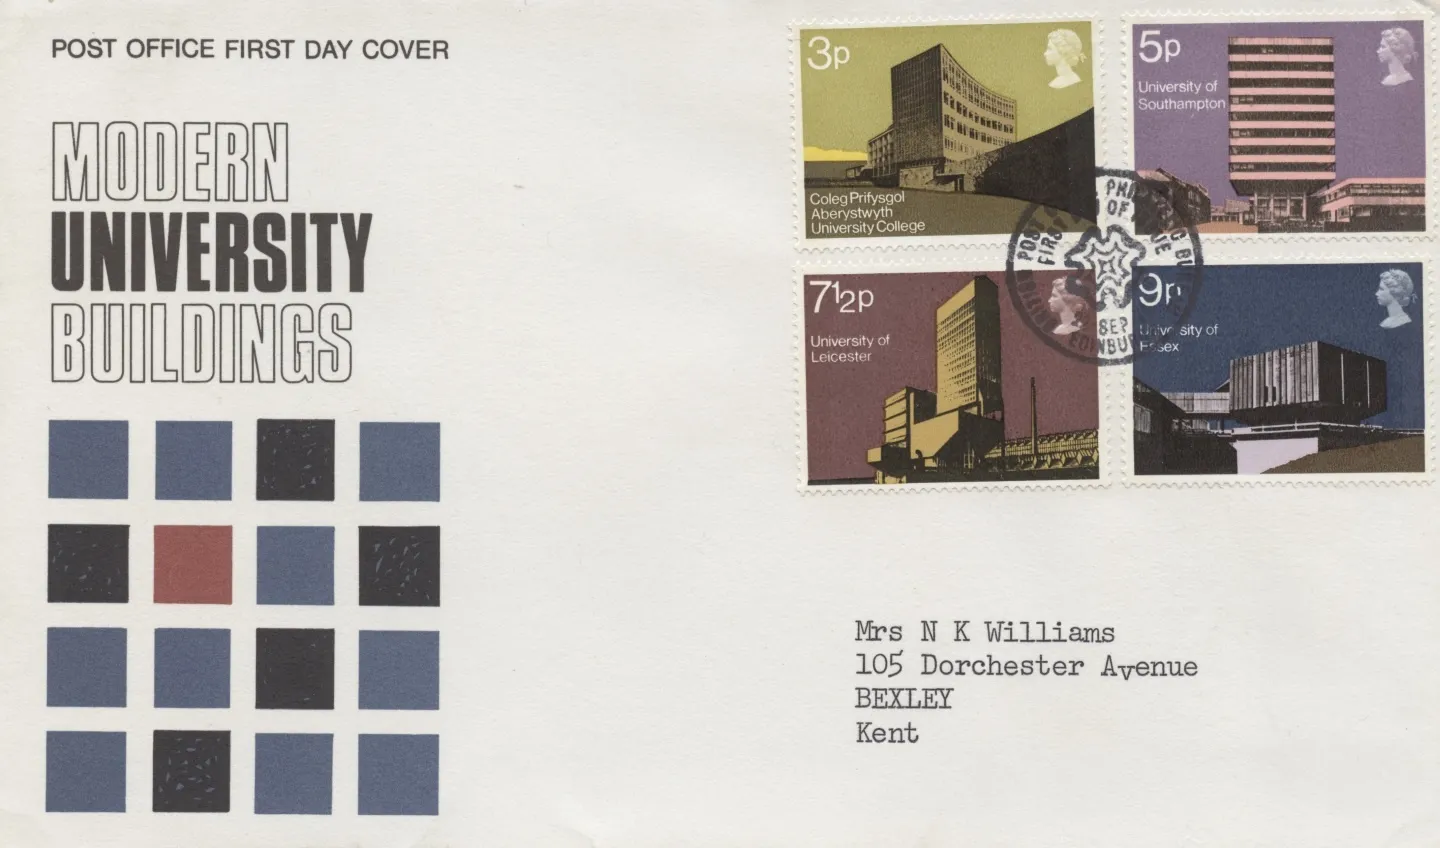 POST OFFICE FIRST DAY COVER
MODERN
UNIVERSITY
BUILDINGS
3p
Coleg Prifysgol
Aberystwyth
University College
5p
University of
Southampton
7½p
University of
Leicester
9p
University of
Essex
SEP
Mrs N K Williams
105 Dorchester Avenue
BEXLEY
Kent